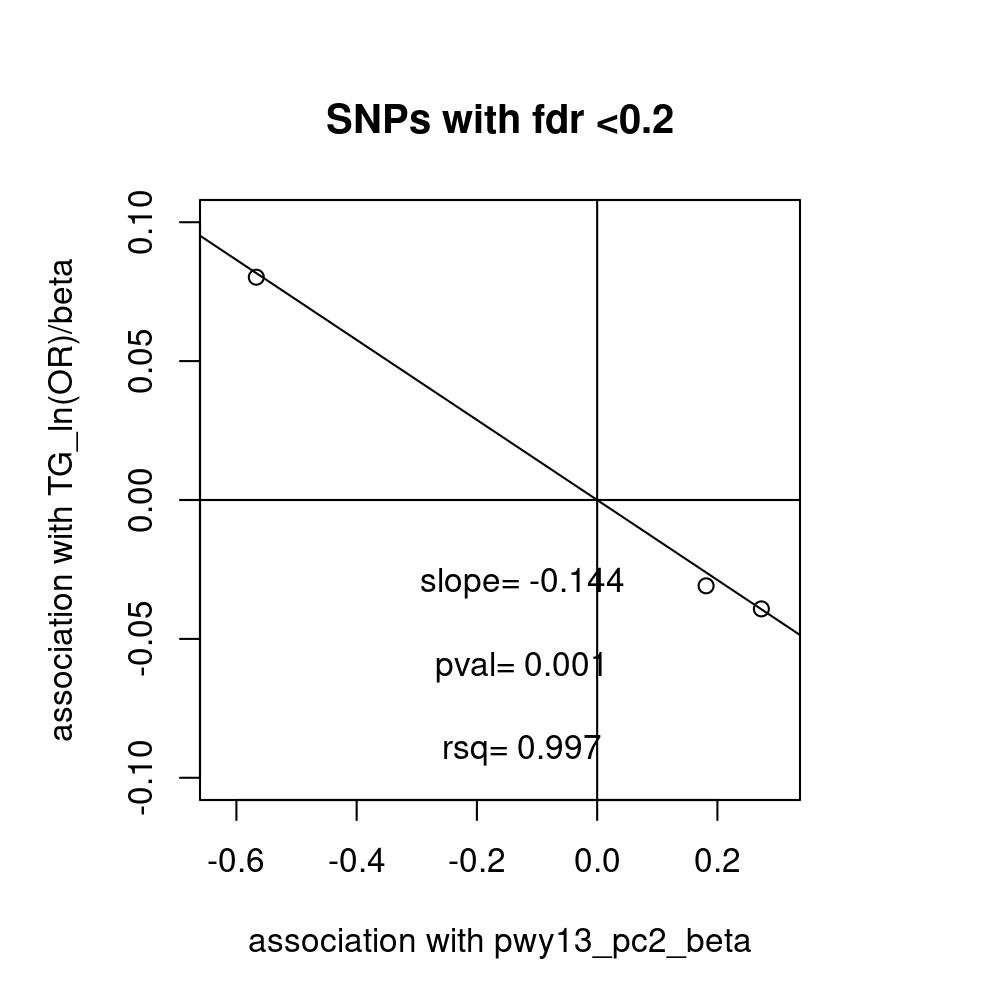 SNPs with fdr <0.2
association with TG_ln(OR)/beta
0.10
0.05
0.00
-0.05
-0.10
slope= -0.144
pval= 0.001
rsq= 0.997
-0.6 -0.4 -0.2 0.0 0.2
association with pwy13_pc2_beta